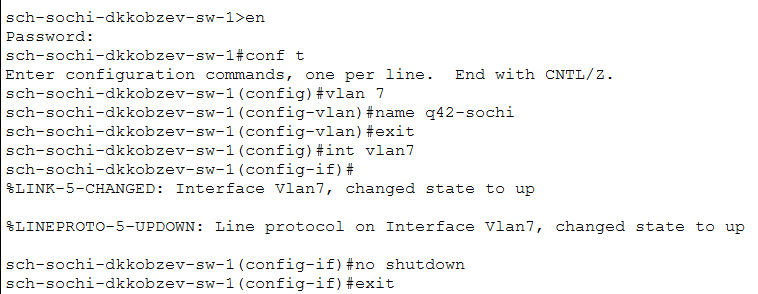 sch-sochi-dkkobzev-sw-1>en
Password:
sch-sochi-dkkobzev-sw-1#conf t
Enter configuration commands, one per line.  End with CNTL/Z.
sch-sochi-dkkobzev-sw-1(config)#vlan 7
sch-sochi-dkkobzev-sw-1(config-vlan)#name q42-sochi
sch-sochi-dkkobzev-sw-1(config-vlan)#exit
sch-sochi-dkkobzev-sw-1(config)#int vlan7
sch-sochi-dkkobzev-sw-1(config-if)#
%LINK-5-CHANGED: Interface Vlan7, changed state to up
%LINEPROTO-5-UPDOWN: Line protocol on Interface Vlan7, changed state to up
sch-sochi-dkkobzev-sw-1(config-if)#no shutdown
sch-sochi-dkkobzev-sw-1(config-if)#exit